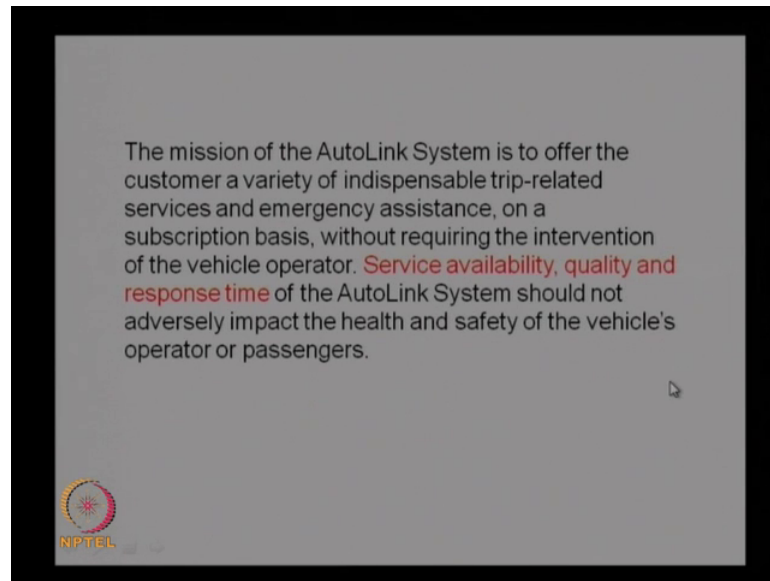 The mission of the AutoLink System is to offer the
customer a variety of indispensable trip-related
services and emergency assistance, on a
subscription basis, without requiring the intervention
of the vehicle operator. Service availability, quality and
response time of the AutoLink System should not
adversely impact the health and safety of the vehicle's
operator or passengers.
NPTEL